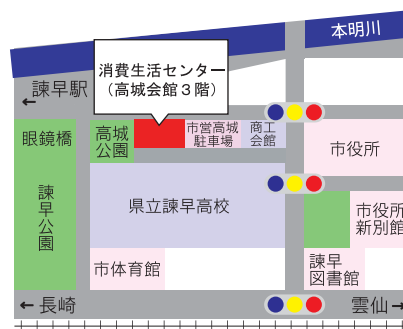 本明川
消費生活センター
（高城会館３階）
諫早駅
←
眼鏡橋
高城
公園
市営高城
駐車場
商工
会館
市役所
諫早公園
県立諫早高校
市役所
新別館
市体育館
諫早
図書館
←長崎
雲仙→